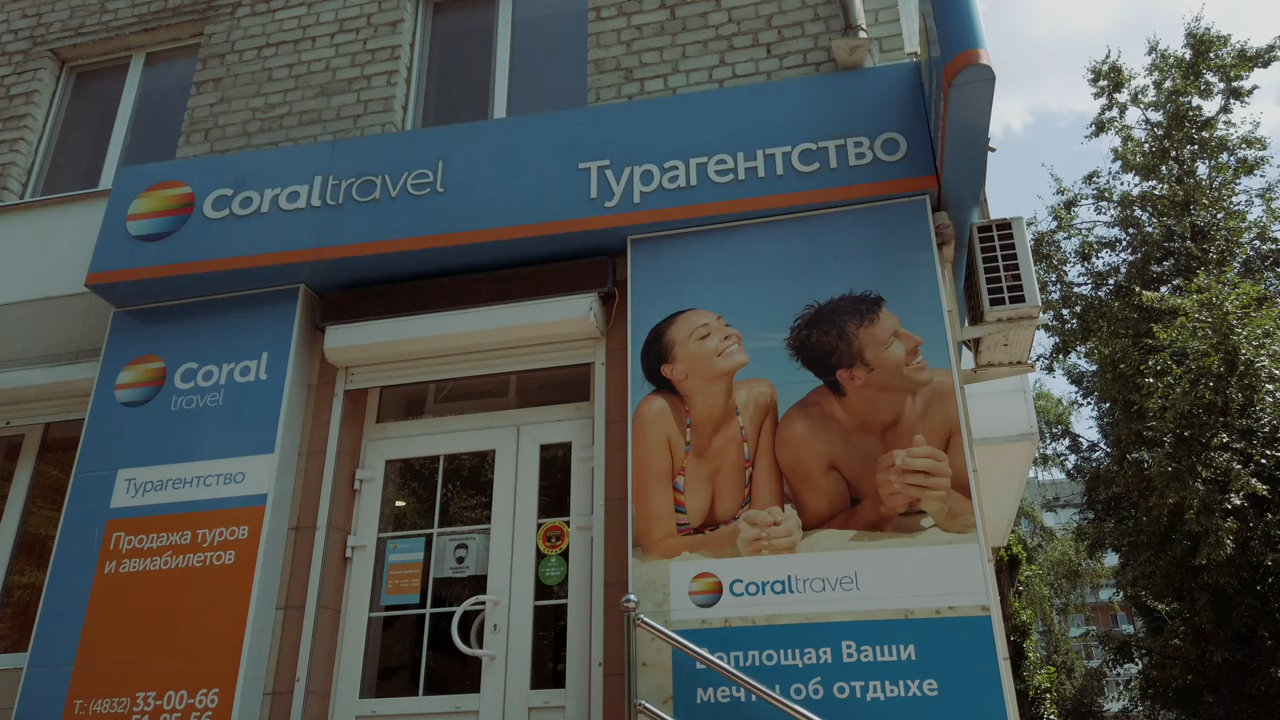 Coraltravel Турагентство
Coral
travel
Турагентство
Продажа туров
и авиабилетов
Т.: (4832) 33-00-66
Coraltravel
Воплощая Ваши
мечты об отдыхе